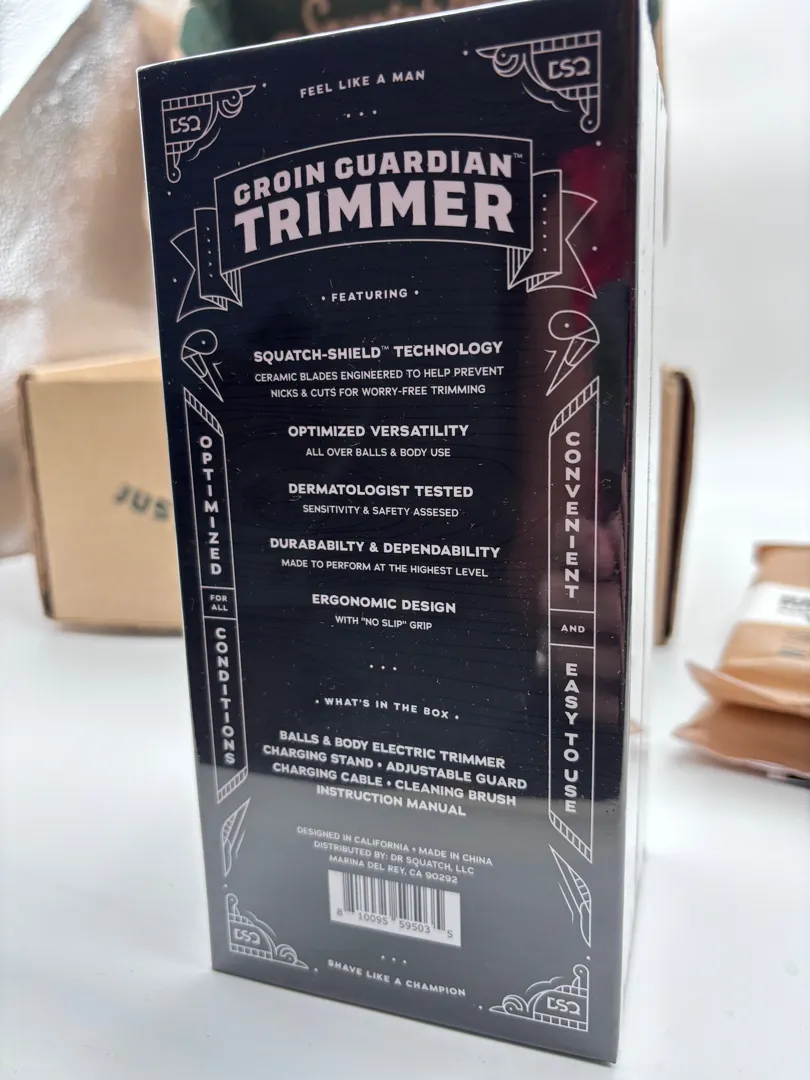 FEEL LIKE A MAN
DSQ
DSQ
GROIN GUARDIAN™
TRIMMER
• FEATURING •
SQUATCH-SHIELD™ TECHNOLOGY
CERAMIC BLADES ENGINEERED TO HELP PREVENT
NICKS & CUTS FOR WORRY-FREE TRIMMING
OPTIMIZED VERSATILITY
ALL OVER BALLS & BODY USE
DERMATOLOGIST TESTED
SENSITIVITY & SAFETY ASSESED
DURABABILTY & DEPENDABILITY
MADE TO PERFORM AT THE HIGHEST LEVEL
ERGONOMIC DESIGN
WITH "NO SLIP" GRIP
OPTIMIZED
FOR
ALL
CONDITIONS
CONVENIENT
AND
EASY TO USE
• WHAT'S IN THE BOX •
BALLS & BODY ELECTRIC TRIMMER
CHARGING STAND • ADJUSTABLE GUARD
CHARGING CABLE • CLEANING BRUSH
INSTRUCTION MANUAL
DESIGNED IN CALIFORNIA • MADE IN CHINA
DISTRIBUTED BY: DR SQUATCH, LLC
MARINA DEL REY, CA 90292
8 10095 59503 5
DSQ
DSQ
SHAVE LIKE A CHAMPION
JUS